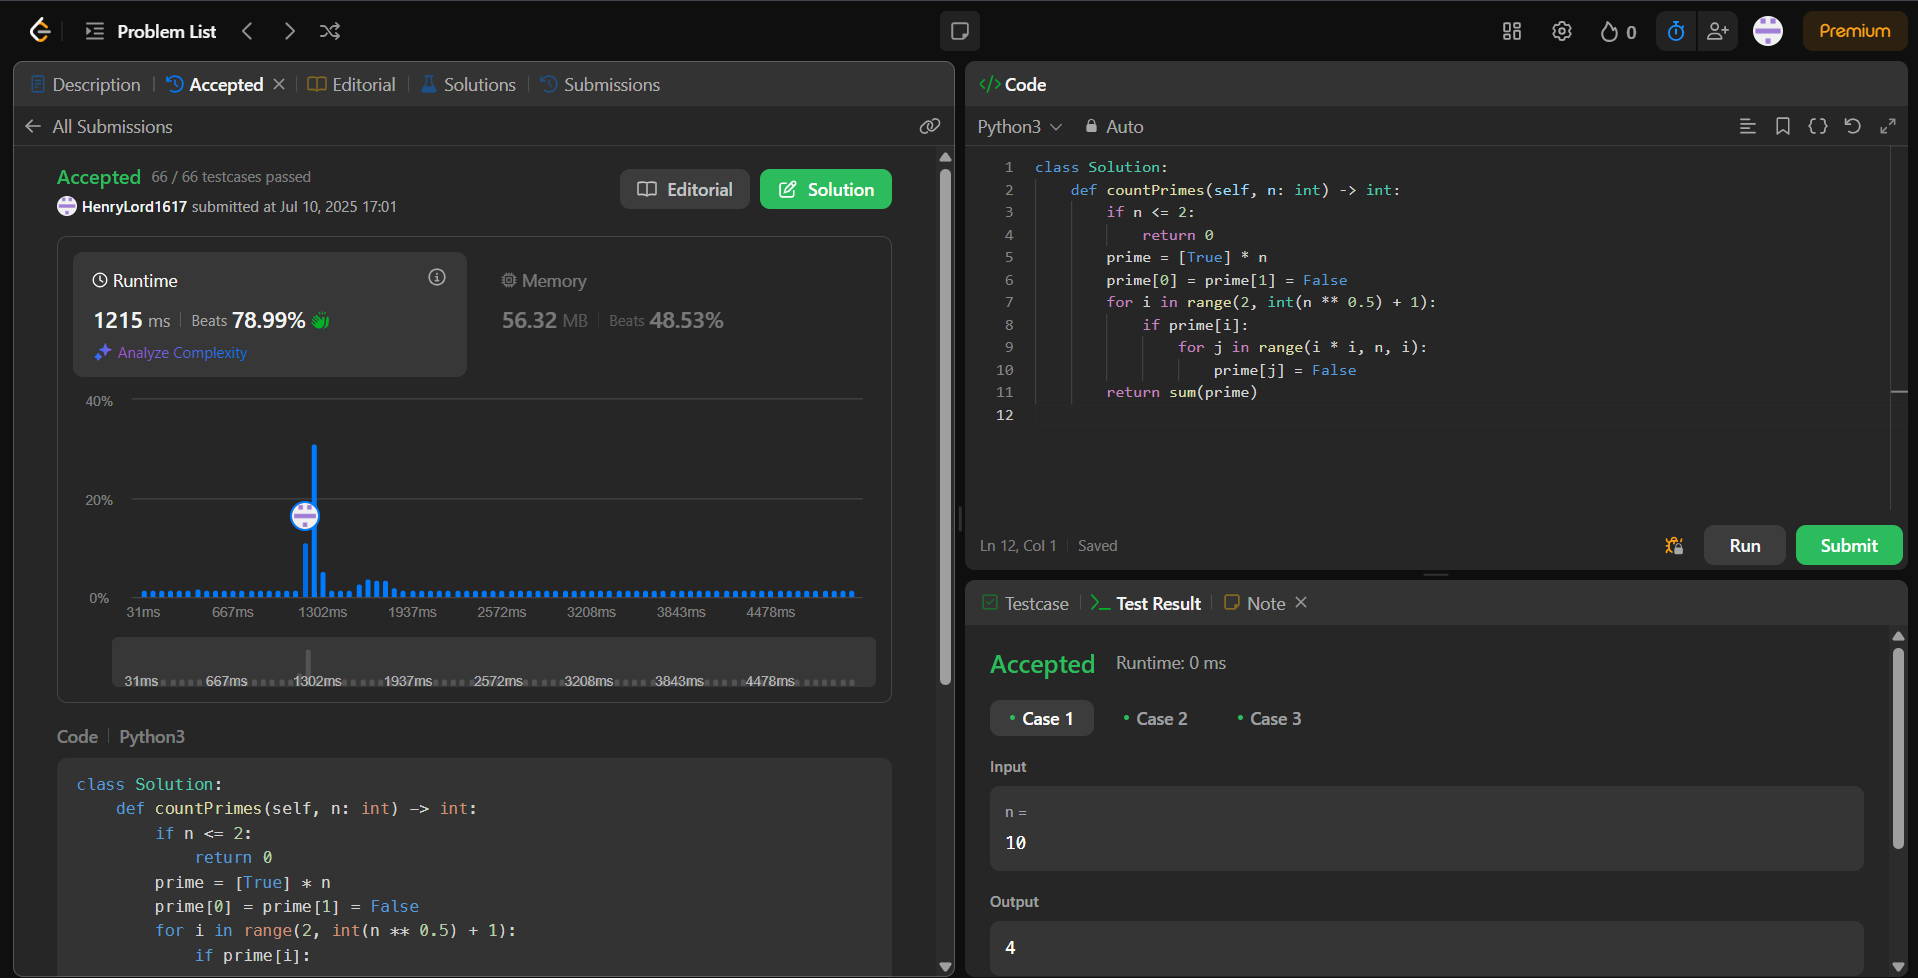 Problem List
0
Premium
Description
Accepted
Editorial
Solutions
Submissions
All Submissions
Accepted 66 / 66 testcases passed
HenryLord1617 submitted at Jul 10, 2025 17:01
Editorial
Solution
Runtime
1215 ms Beats 78.99%
Analyze Complexity
Memory
56.32 MB Beats 48.53%
40%
20%
0%
31ms 667ms 1302ms 1937ms 2572ms 3208ms 3843ms 4478ms
31ms 667ms 1302ms 1937ms 2572ms 3208ms 3843ms 4478ms
Code Python3
class Solution:
    def countPrimes(self, n: int) -> int:
        if n <= 2:
            return 0
        prime = [True] * n
        prime[0] = prime[1] = False
        for i in range(2, int(n ** 0.5) + 1):
            if prime[i]:
</> Code
Python3 Auto
1 class Solution:
2     def countPrimes(self, n: int) -> int:
3         if n <= 2:
4             return 0
5         prime = [True] * n
6         prime[0] = prime[1] = False
7         for i in range(2, int(n ** 0.5) + 1):
8             if prime[i]:
9                 for j in range(i * i, n, i):
10                     prime[j] = False
11         return sum(prime)
12
Ln 12, Col 1 Saved
Run
Submit
Testcase
Test Result
Note
Accepted Runtime: 0 ms
Case 1
Case 2
Case 3
Input
n =
10
Output
4